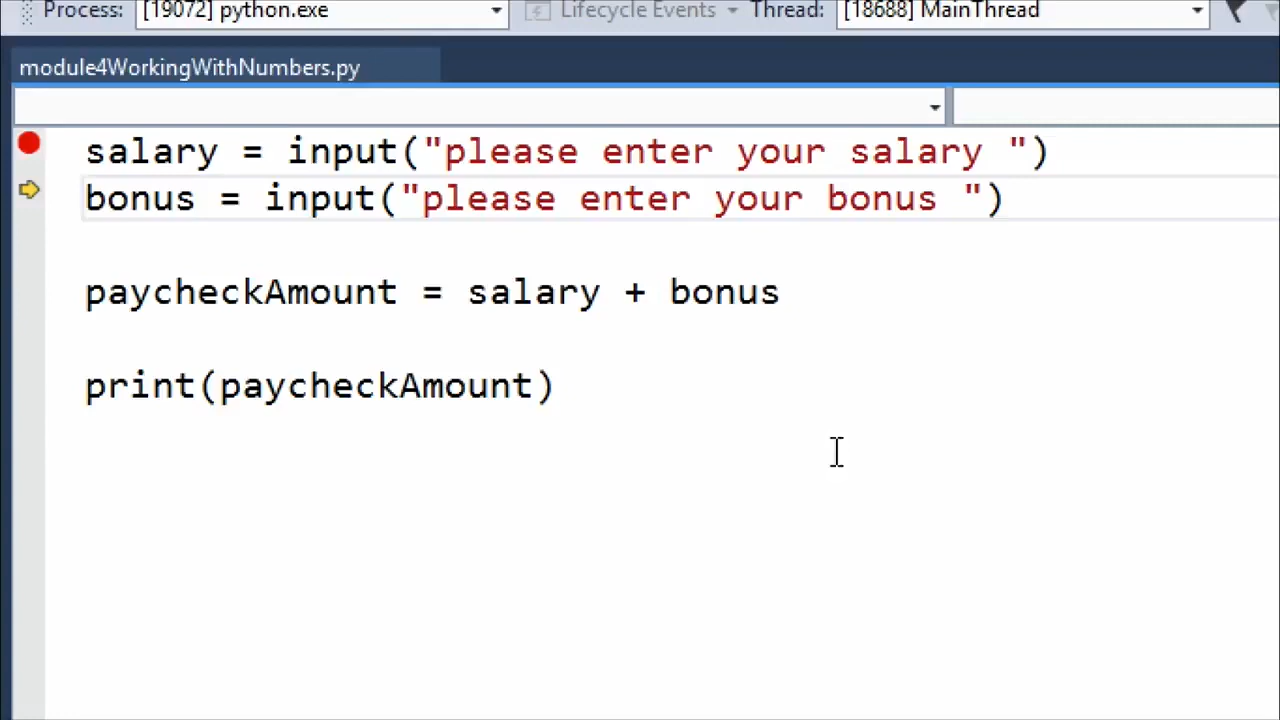 Process: [19072] python.exe Lifecycle Events Thread: [18688] MainThread
module4WorkingWithNumbers.py
salary = input("please enter your salary ")
bonus = input("please enter your bonus ")
paycheckAmount = salary + bonus
print(paycheckAmount)